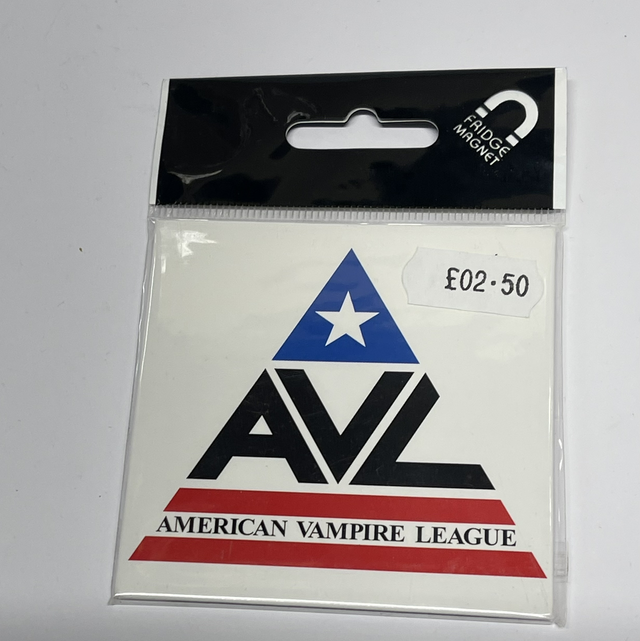 FRIDGE
MAGNET
£02·50
AVL
AMERICAN VAMPIRE LEAGUE